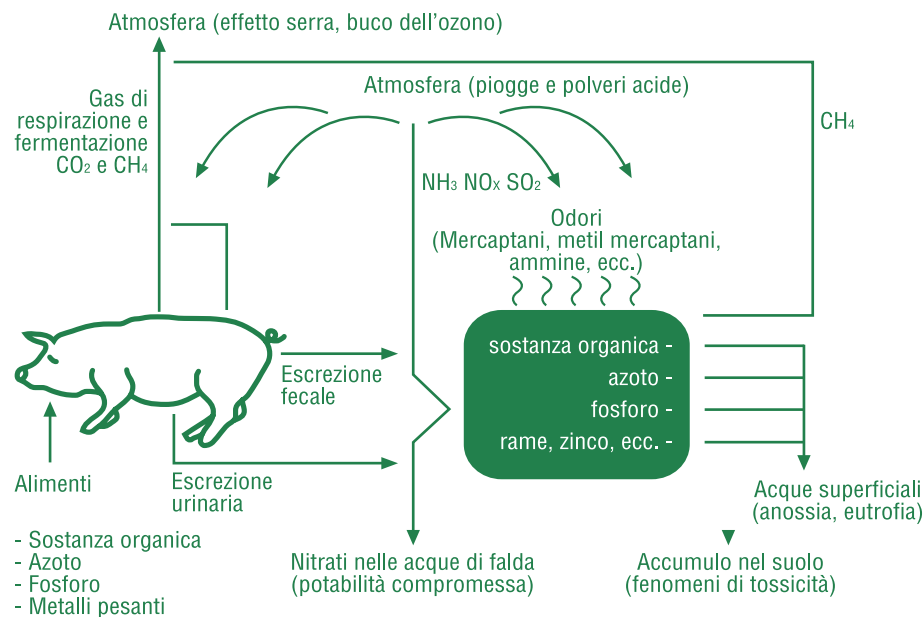 Atmosfera (effetto serra, buco dell'ozono)
Gas di
respirazione e
fermentazione
CO₂ e CH₄
Atmosfera (piogge e polveri acide)
CH₄
NH₃ NOₓ SO₂
Odori
(Mercaptani, metil mercaptani,
ammine, ecc.)
sostanza organica -
azoto -
fosforo -
rame, zinco, ecc. -
Escrezione
fecale
Alimenti
Escrezione
urinaria
Acque superficiali
(anossia, eutrofia)
- Sostanza organica
- Azoto
- Fosforo
- Metalli pesanti
Nitrati nelle acque di falda
(potabilità compromessa)
Accumulo nel suolo
(fenomeni di tossicità)